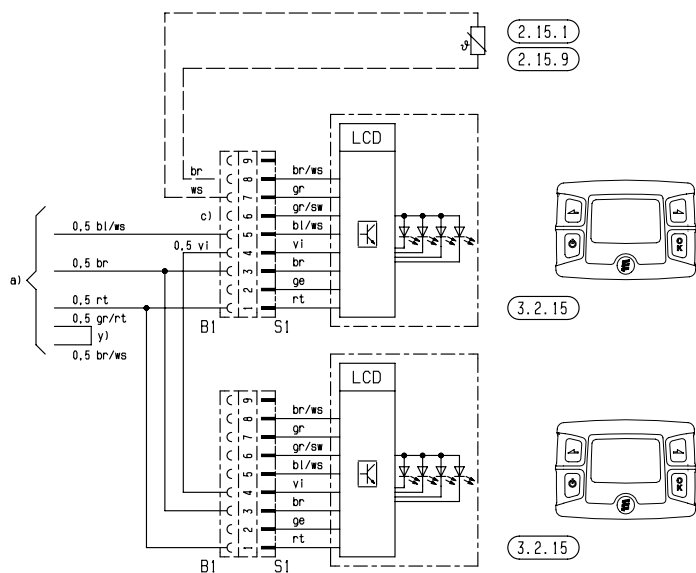 2.15.1
2.15.9
ϑ
LCD
br
ws
c)
9
8
7
6
5
4
3
2
1
br/ws
gr
gr/sw
bl/ws
vi
br
ge
rt
a)
0,5 bl/ws
0,5 vi
0,5 br
0,5 rt
0,5 gr/rt
y)
0,5 br/ws
B1
S1
OK
3.2.15
LCD
9
8
7
6
5
4
3
2
1
br/ws
gr
gr/sw
bl/ws
vi
br
ge
rt
B1
S1
OK
3.2.15